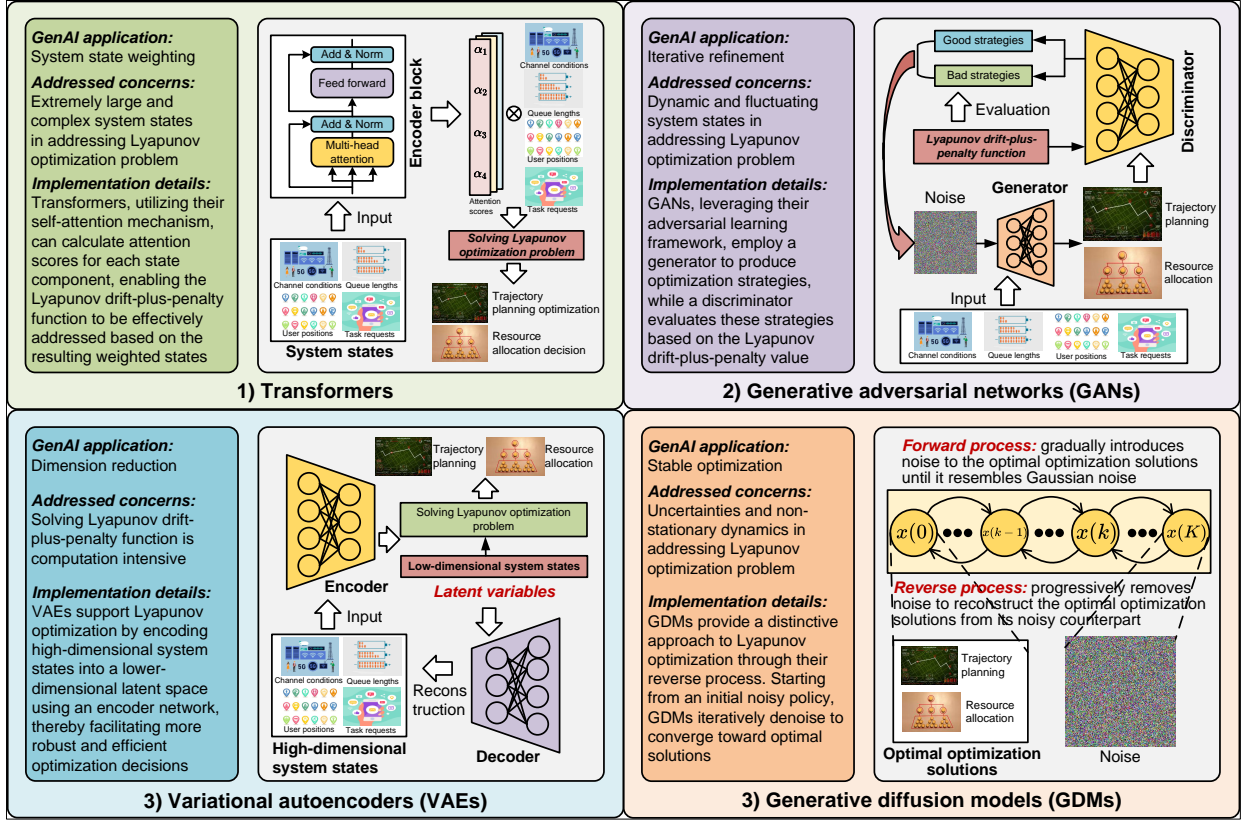 GenAI application:
System state weighting
Addressed concerns:
Extremely large and
complex system states
in addressing Lyapunov
optimization problem
Implementation details:
Transformers, utilizing their
self-attention mechanism,
can calculate attention
scores for each state
component, enabling the
Lyapunov drift-plus-penalty
function to be effectively
addressed based on the
resulting weighted states
Add & Norm
Feed forward
Add & Norm
Multi-head
attention
Encoder block
Input
Channel conditions
Queue lengths
User positions
Task requests
System states
α1
α2
α3
α4
Attention
scores
⊗
Channel conditions
Queue lengths
User positions
Task requests
Solving Lyapunov
optimization problem
Trajectory
planning optimization
Resource
allocation decision
1) Transformers
GenAI application:
Iterative refinement
Addressed concerns:
Dynamic and fluctuating
system states in
addressing Lyapunov
optimization problem
Implementation details:
GANs, leveraging their
adversarial learning
framework, employ a
generator to produce
optimization strategies,
while a discriminator
evaluates these strategies
based on the Lyapunov
drift-plus-penalty value
Good strategies
Bad strategies
Evaluation
Lyapunov drift-plus-
penalty function
Discriminator
Generator
Noise
Trajectory
planning
Resource
allocation
Input
Channel conditions
Queue lengths
User positions
Task requests
2) Generative adversarial networks (GANs)
GenAI application:
Dimension reduction
Addressed concerns:
Solving Lyapunov drift-
plus-penalty function is
computation intensive
Implementation details:
VAEs support Lyapunov
optimization by encoding
high-dimensional system
states into a lower-
dimensional latent space
using an encoder network,
thereby facilitating more
robust and efficient
optimization decisions
Trajectory
planning
Resource
allocation
Solving Lyapunov optimization
problem
Low-dimensional system states
Encoder
Latent variables
Input
Channel conditions
Queue lengths
User positions
Task requests
Recons
truction
High-dimensional
system states
Decoder
3) Variational autoencoders (VAEs)
GenAI application:
Stable optimization
Addressed concerns:
Uncertainties and non-
stationary dynamics in
addressing Lyapunov
optimization problem
Implementation details:
GDMs provide a distinctive
approach to Lyapunov
optimization through their
reverse process. Starting
from an initial noisy policy,
GDMs iteratively denoise to
converge toward optimal
solutions
Forward process: gradually introduces
noise to the optimal optimization solutions
until it resembles Gaussian noise
x(0) ••• x(k − 1) ••• x(k) ••• x(K)
Reverse process: progressively removes
noise to reconstruct the optimal optimization
solutions from its noisy counterpart
Trajectory
planning
Resource
allocation
Optimal optimization
solutions
Noise
3) Generative diffusion models (GDMs)